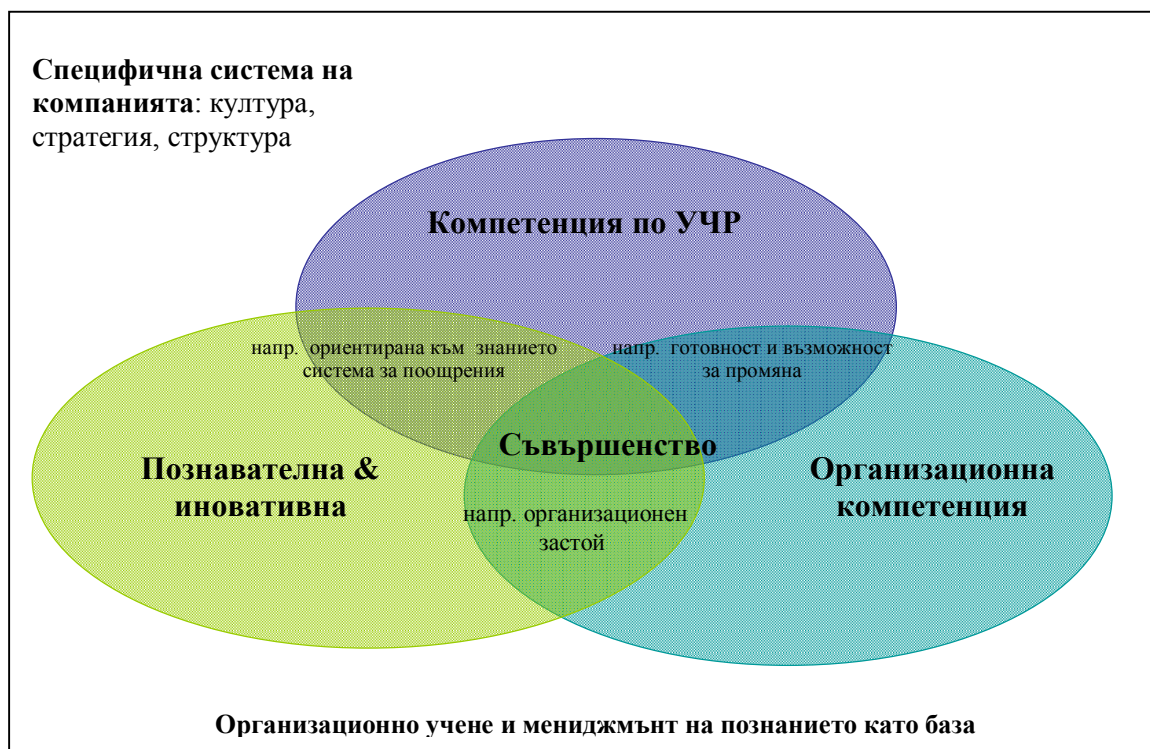 Специфична система на
компанията: култура,
стратегия, структура
Компетенция по УЧР
напр. ориентирана към знанието
система за поощрения
напр. готовност и възможност
за промяна
Съвършенство
Познавателна &
иновативна
Организационна
компетенция
напр. организационен
застой
Организационно учене и мениджмънт на познанието като база